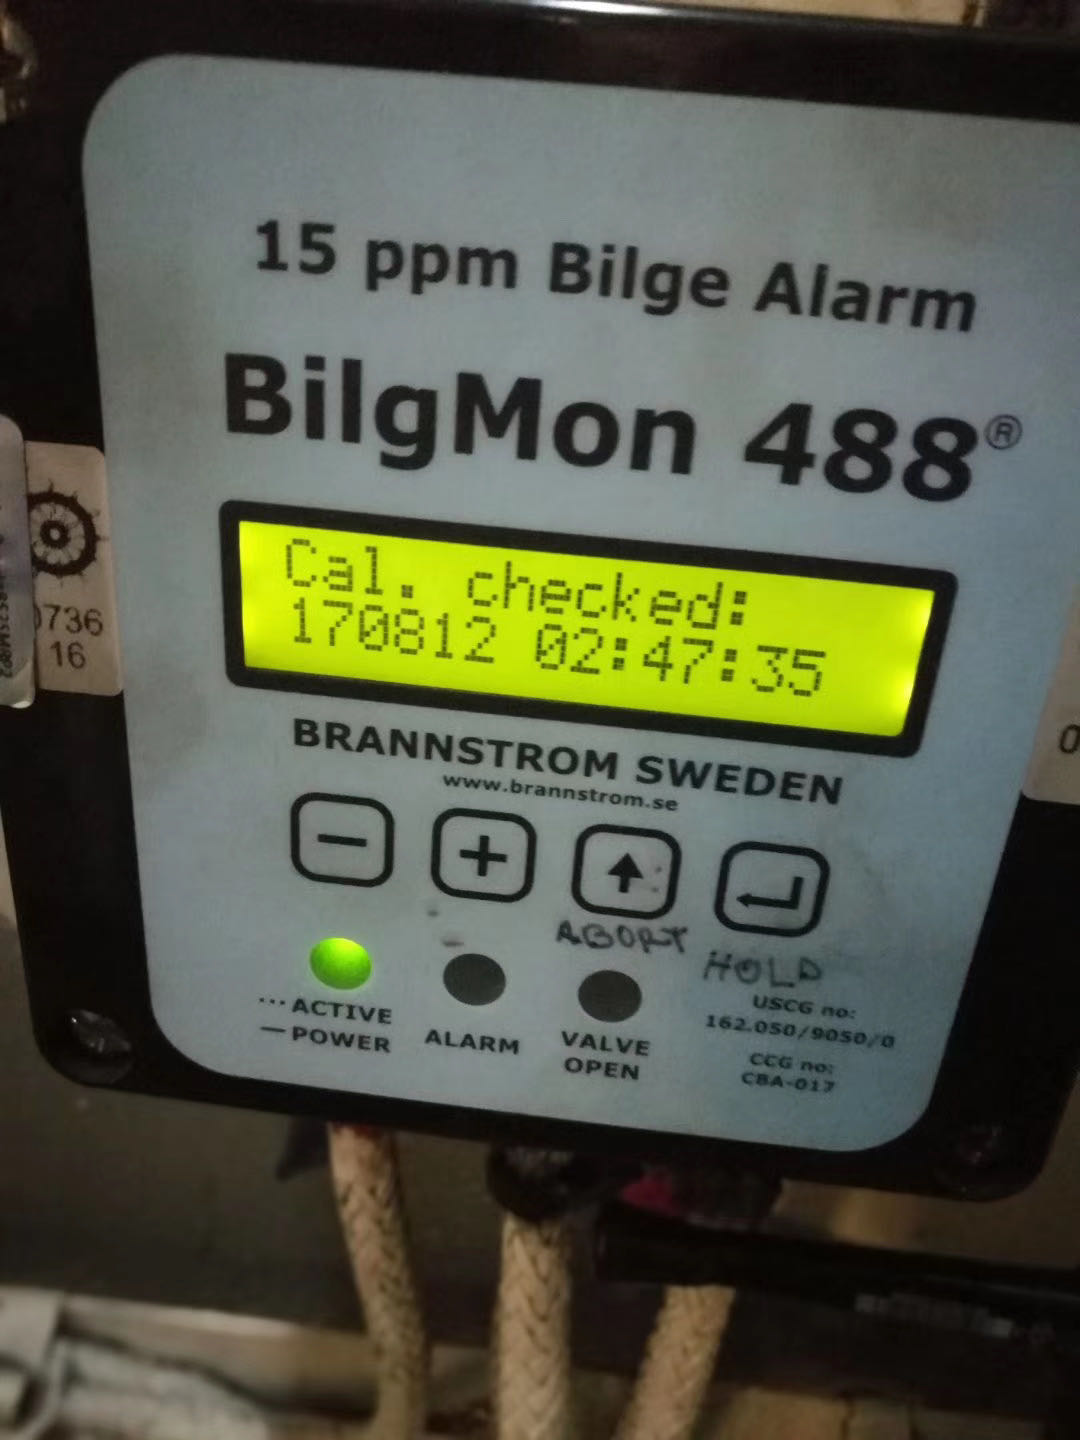 15 ppm Bilge Alarm
BilgMon 488®
Cal. checked:
170812 02:47:35
BRANNSTROM SWEDEN
www.brannstrom.se
ABORT
HOLD
··· ACTIVE
— POWER
ALARM
VALVE
OPEN
USCG no:
162.050/9050/0
CCG no:
CBA-017
0736
16
0